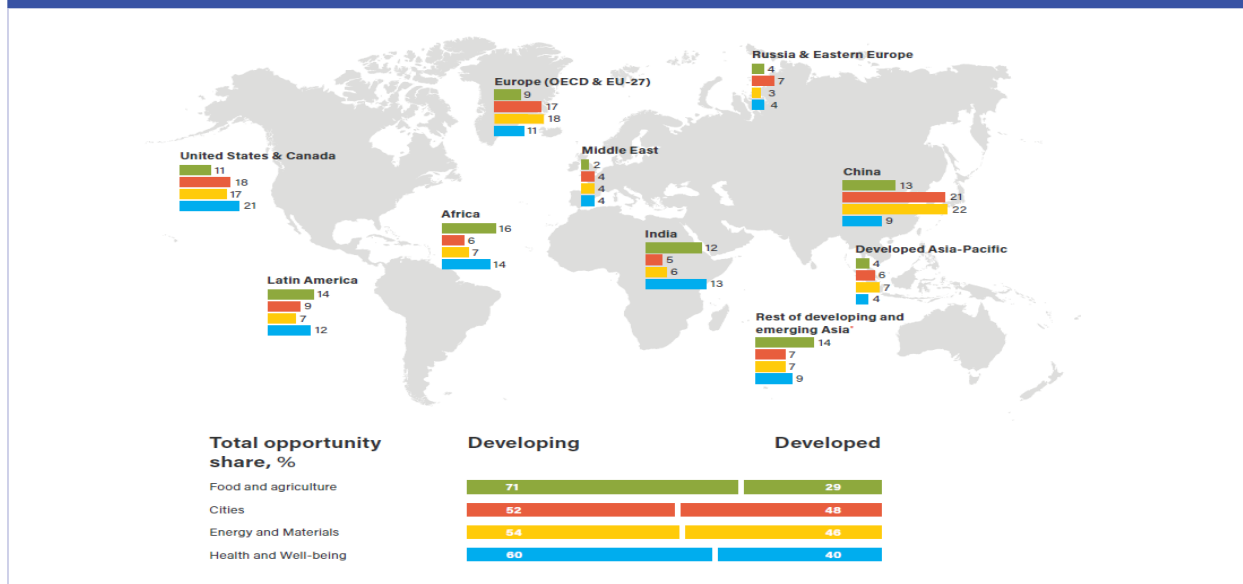 Russia & Eastern Europe
4
7
3
4
Europe (OECD & EU-27)
9
17
18
11
Middle East
2
4
4
4
United States & Canada
11
18
17
21
China
13
21
22
9
Africa
16
6
7
14
India
12
5
6
13
Developed Asia-Pacific
4
6
7
4
Latin America
14
9
7
12
Rest of developing and
emerging Asia*
14
7
7
9
Total opportunity
share, %
Developing
Developed
Food and agriculture 71 29
Cities 52 48
Energy and Materials 54 46
Health and Well-being 60 40